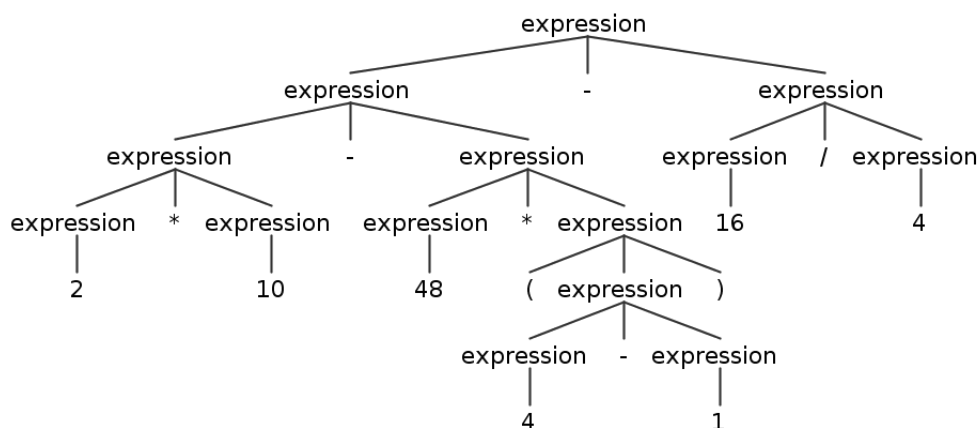 expression
expression - expression
expression - expression expression / expression
expression * expression expression * expression 16 4
2 10 48 ( expression )
expression - expression
4 1